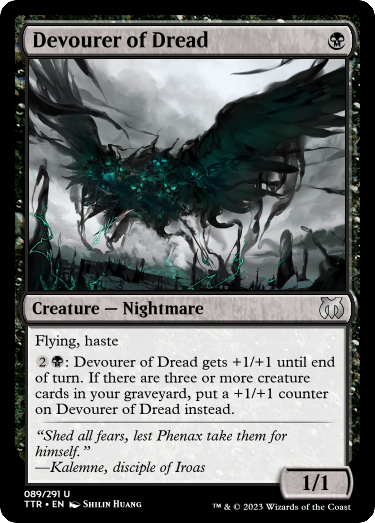 Devourer of Dread
Creature — Nightmare
Flying, haste
2 : Devourer of Dread gets +1/+1 until end
of turn. If there are three or more creature
cards in your graveyard, put a +1/+1 counter
on Devourer of Dread instead.
“Shed all fears, lest Phenax take them for
himself.”
—Kalemne, disciple of Iroas
1/1
089/291 U
TTR • EN Shilin Huang
™ & © 2023 Wizards of the Coast